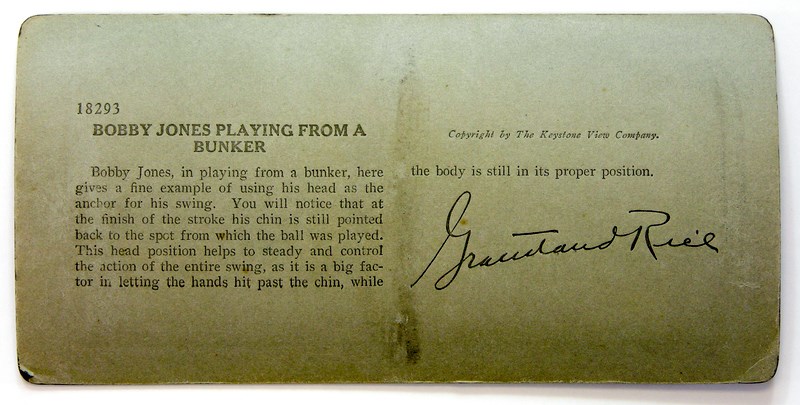 18293
BOBBY JONES PLAYING FROM A
BUNKER
Bobby Jones, in playing from a bunker, here
gives a fine example of using his head as the
anchor for his swing. You will notice that at
the finish of the stroke his chin is still pointed
back to the spot from which the ball was played.
This head position helps to steady and control
the action of the entire swing, as it is a big fac-
tor in letting the hands hit past the chin, while
Copyright by The Keystone View Company.
the body is still in its proper position.
Grantland Rice